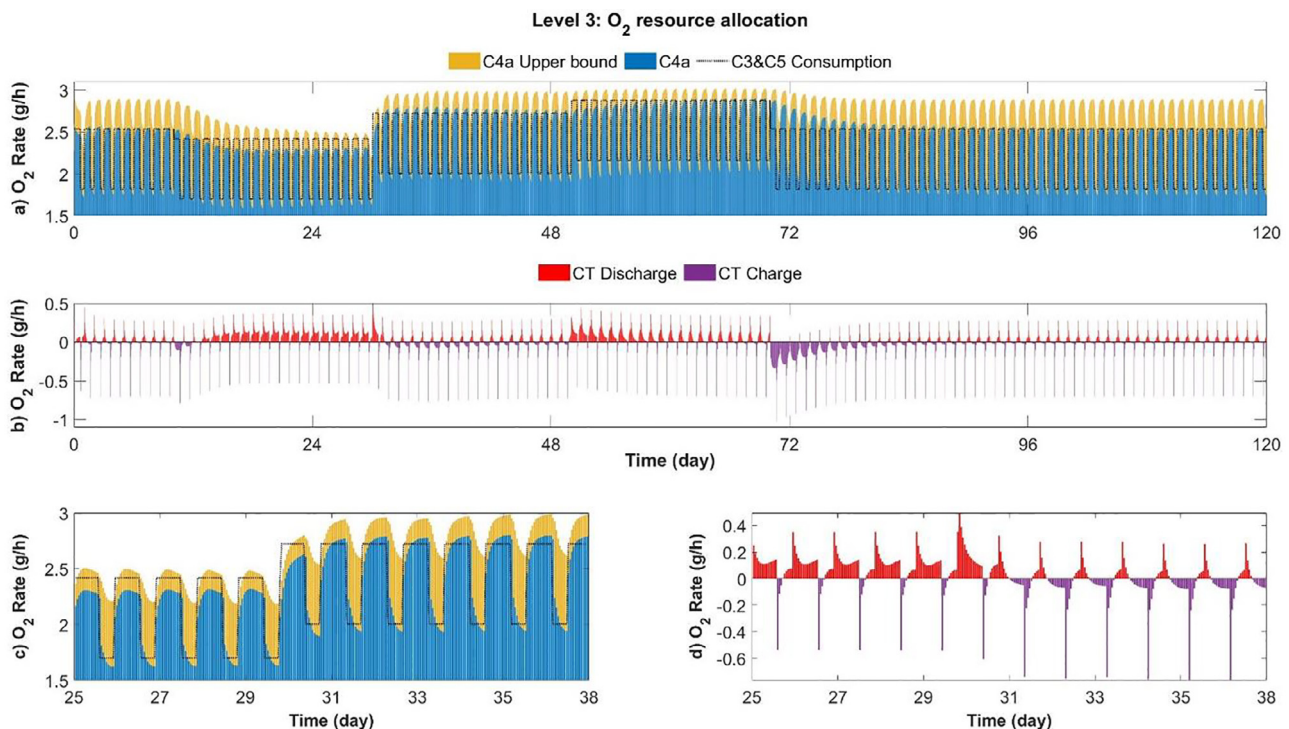 Level 3: O2 resource allocation
C4a Upper bound C4a C3&C5 Consumption
a) O2 Rate (g/h)
3
2.5
2
1.5
0 24 48 72 96 120
CT Discharge CT Charge
b) O2 Rate (g/h)
0.5
0
-0.5
-1
0 24 48 72 96 120
Time (day)
c) O2 Rate (g/h)
3
2.5
2
1.5
25 27 29 31 33 35 38
Time (day)
d) O2 Rate (g/h)
0.4
0.2
0
-0.2
-0.4
-0.6
25 27 29 31 33 35 38
Time (day)